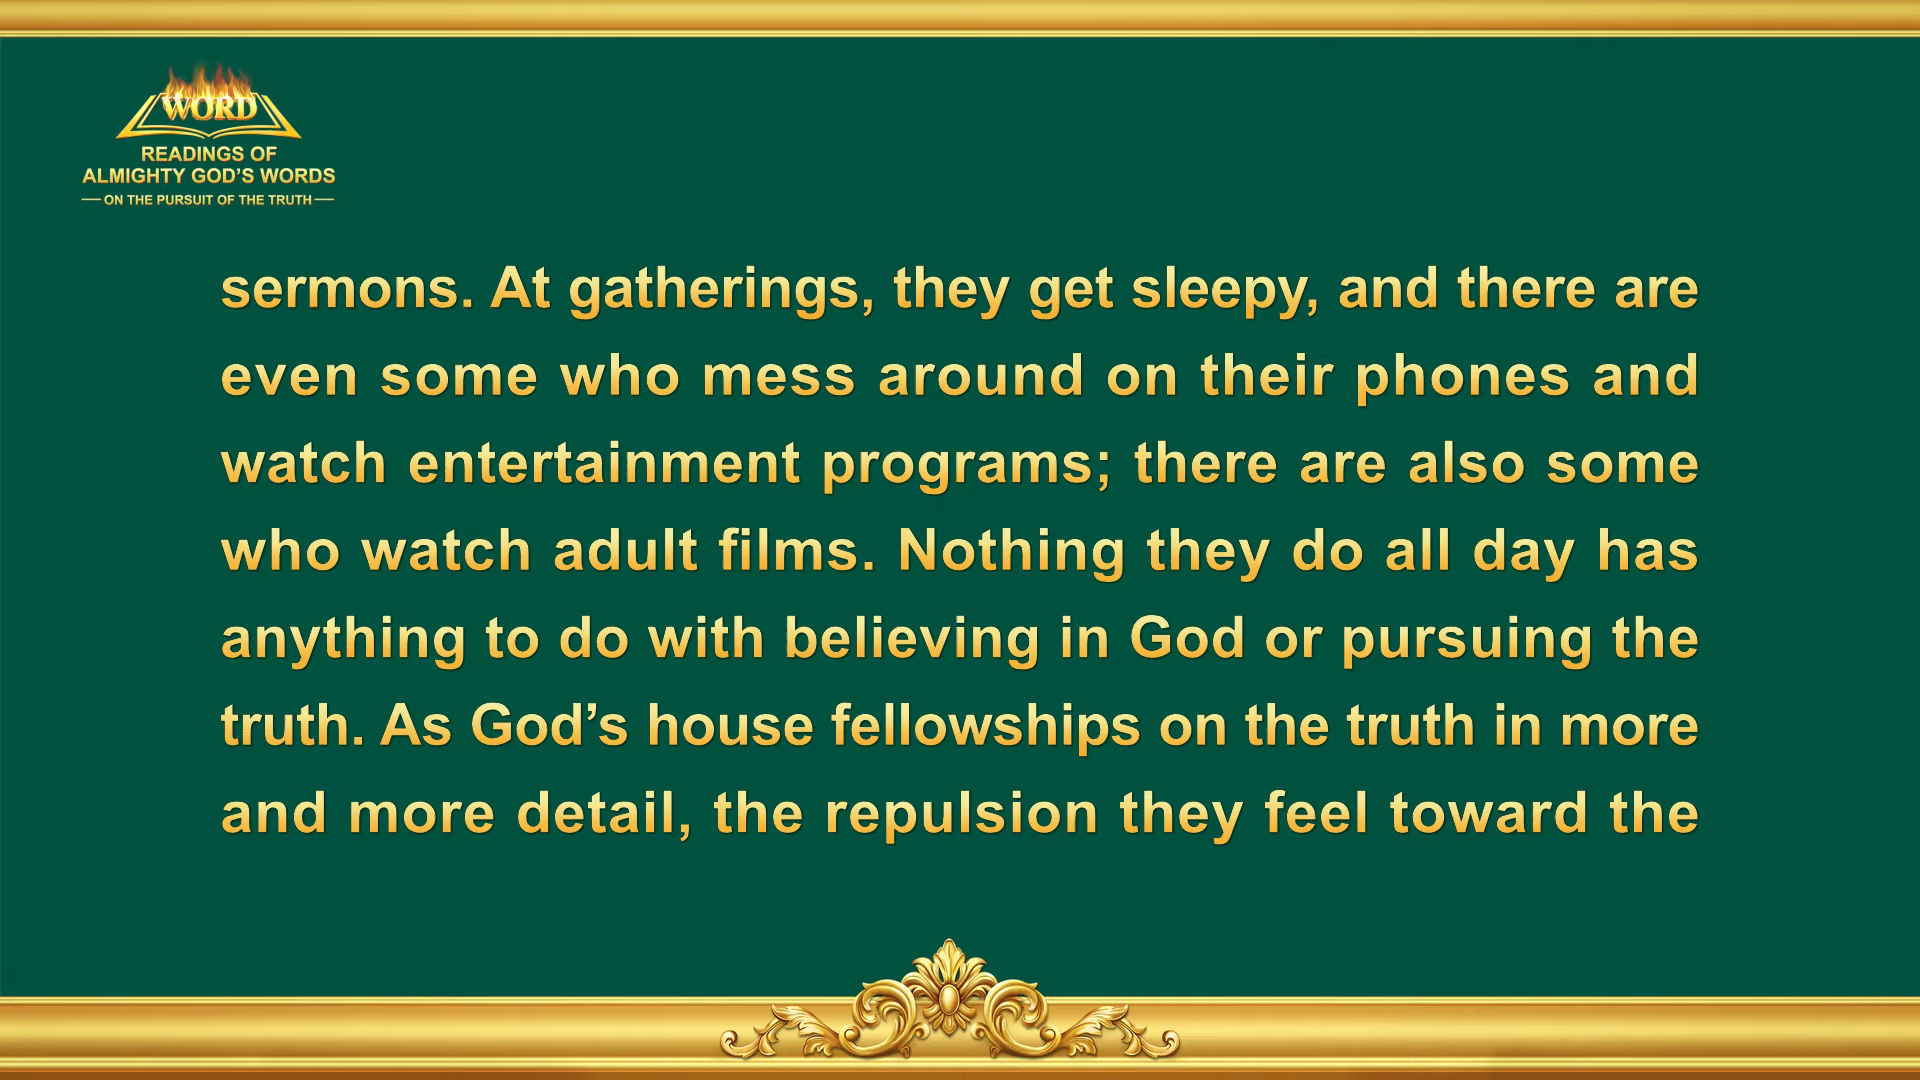 WORD
READINGS OF
ALMIGHTY GOD’S WORDS
ON THE PURSUIT OF THE TRUTH
sermons. At gatherings, they get sleepy, and there are
even some who mess around on their phones and
watch entertainment programs; there are also some
who watch adult films. Nothing they do all day has
anything to do with believing in God or pursuing the
truth. As God’s house fellowships on the truth in more
and more detail, the repulsion they feel toward the